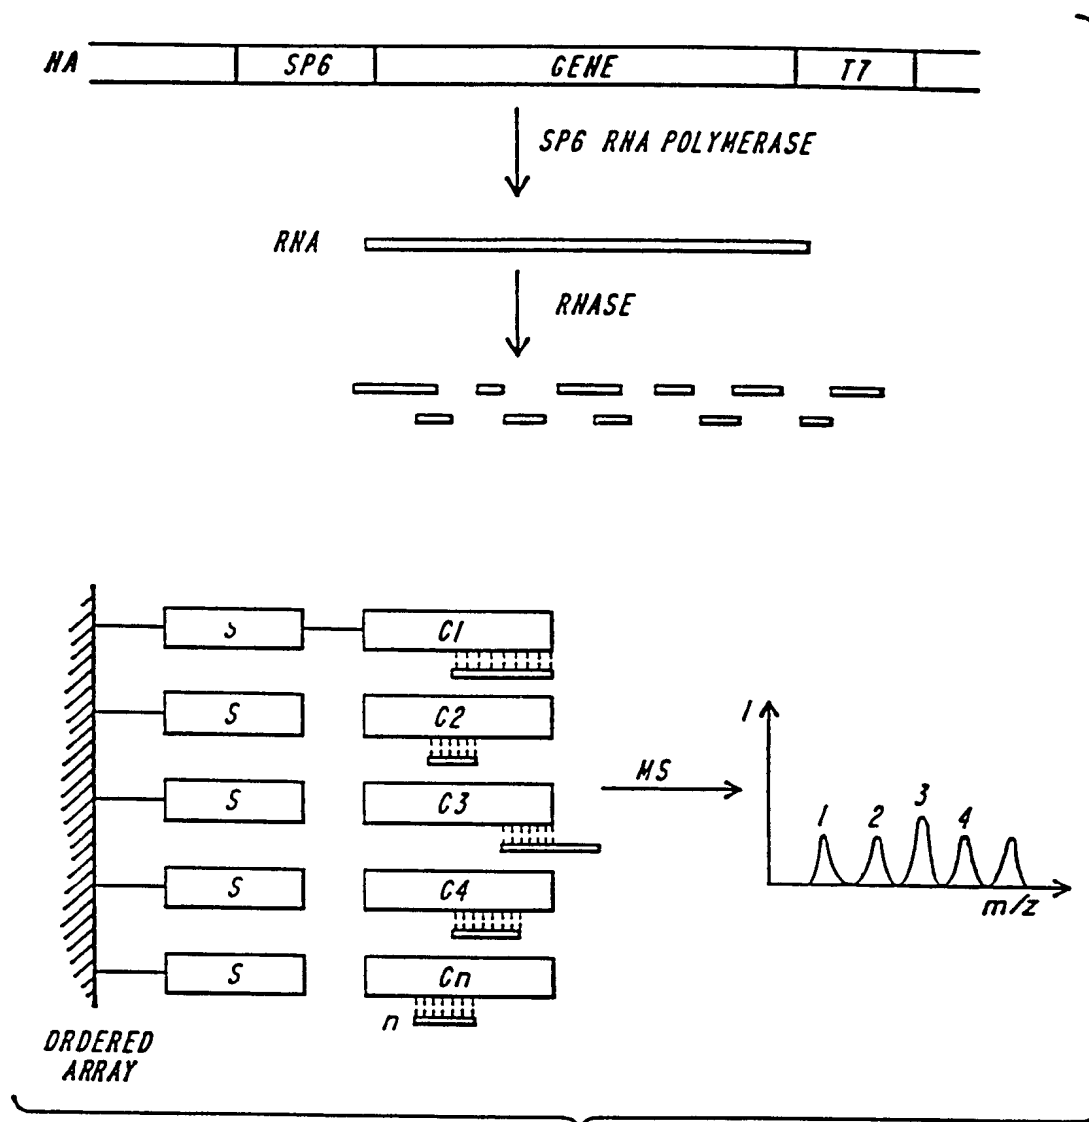 NA SP6 GENE T7
SP6 RNA POLYMERASE
RNA
RNASE
S C1
S C2
S C3
S C4
S Cn
n
ORDERED
ARRAY
MS
I
1 2 3 4
m/z